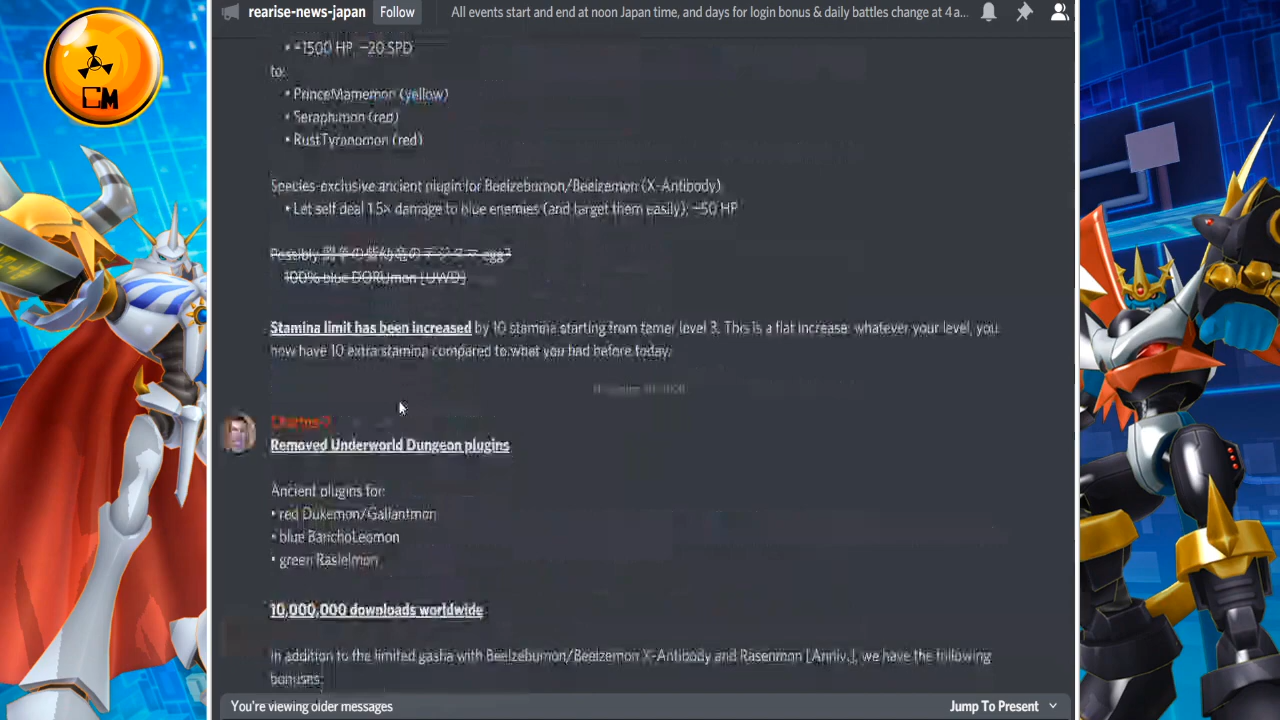 CM
rearise-news-japan
Follow
All events start and end at noon Japan time, and days for login bonus & daily battles change at 4 a...
• −1500 HP, −20 SPD
to:
• PrinceMamemon (yellow)
• Seraphimon (red)
• RustTyranomon (red)
Species-exclusive ancient plugin for Beelzebumon/Beelzemon (X-Antibody)
• Let self deal 1.5× damage to blue enemies (and target them easily); −50 HP
Possibly egg?
100% blue DORUmon [UWD]
Stamina limit has been increased by 10 stamina starting from tamer level 3. This is a flat increase: whatever your level, you
now have 10 extra stamina compared to what you had before today.
Removed Underworld Dungeon plugins
Ancient plugins for:
• red Dukemon/Gallantmon
• blue BanchoLeomon
• green Rasielmon
10,000,000 downloads worldwide
In addition to the limited gasha with Beelzebumon/Beelzemon X-Antibody and Rasenmon [Anniv.], we have the following
bonuses:
You're viewing older messages
Jump To Present